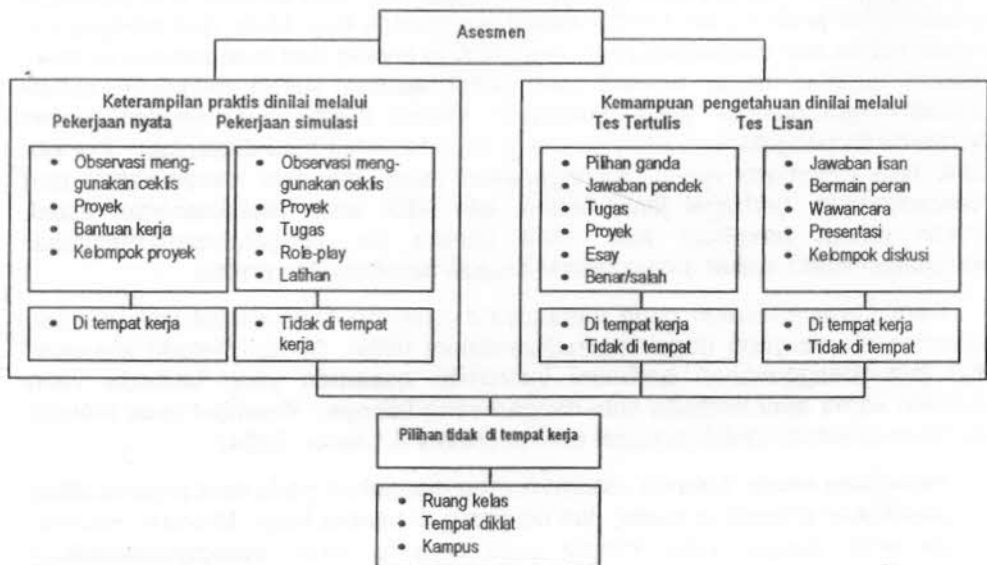 Asesmen
Keterampilan praktis dinilai melalui
Pekerjaan nyata Pekerjaan simulasi
• Observasi meng-
gunakan ceklis
• Proyek
• Bantuan kerja
• Kelompok proyek
• Observasi meng-
gunakan ceklis
• Proyek
• Tugas
• Role-play
• Latihan
• Di tempat kerja
• Tidak di tempat
kerja
Kemampuan pengetahuan dinilai melalui
Tes Tertulis Tes Lisan
• Pilihan ganda
• Jawaban pendek
• Tugas
• Proyek
• Essay
• Benar/salah
• Jawaban lisan
• Bermain peran
• Wawancara
• Presentasi
• Kelompok diskusi
• Di tempat kerja
• Tidak di tempat
• Di tempat kerja
• Tidak di tempat
Pilihan tidak di tempat kerja
• Ruang kelas
• Tempat diklat
• Kampus